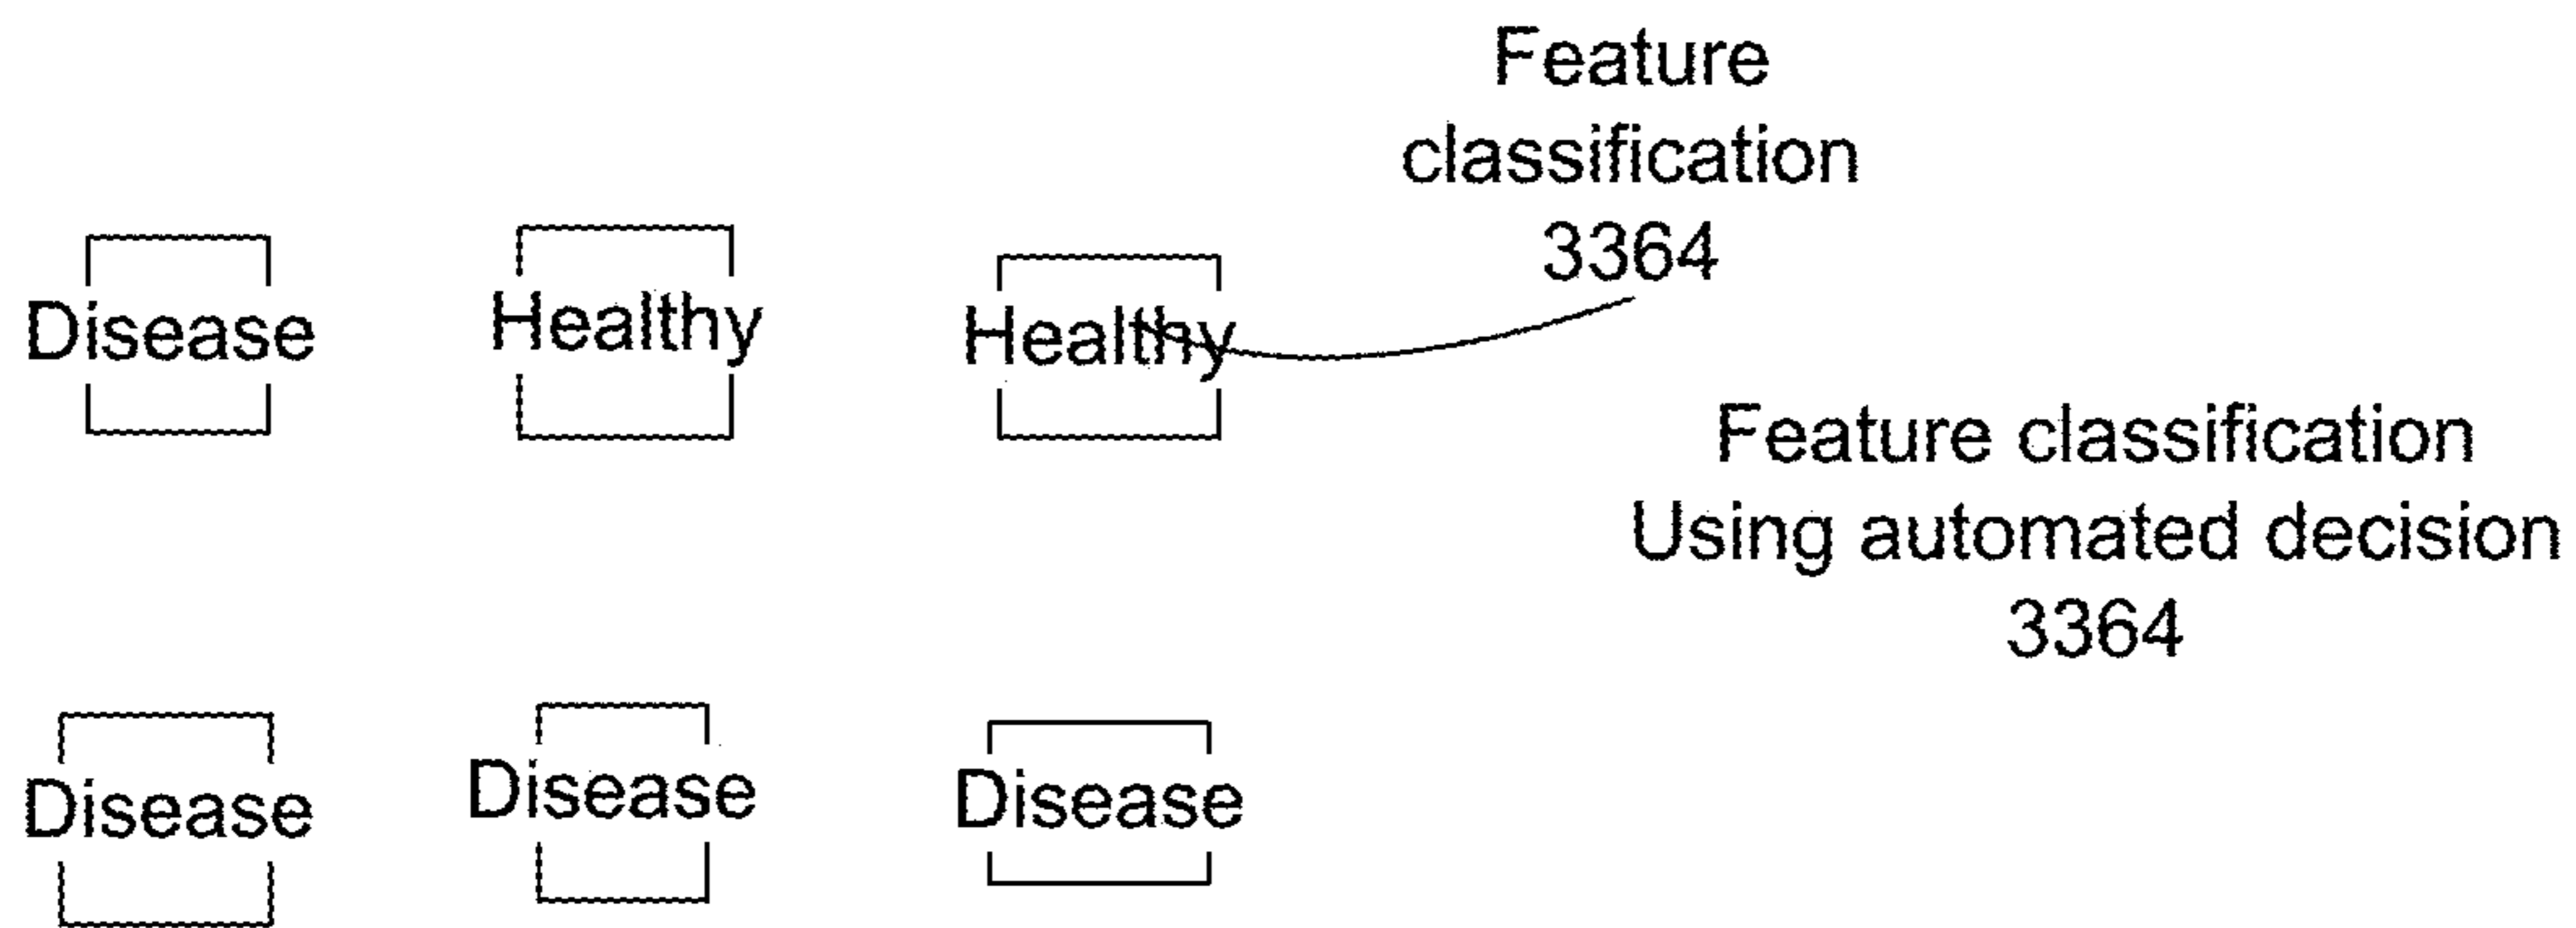 Feature
classification
3364
Disease
Healthy
Healthy
Feature classification
Using automated decision
3364
Disease
Disease
Disease